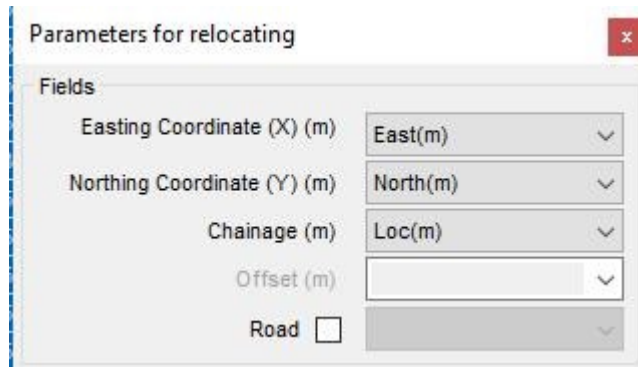 Parameters for relocating
x
Fields
Easting Coordinate (X) (m) East(m)
Northing Coordinate (Y) (m) North(m)
Chainage (m) Loc(m)
Offset (m)
Road